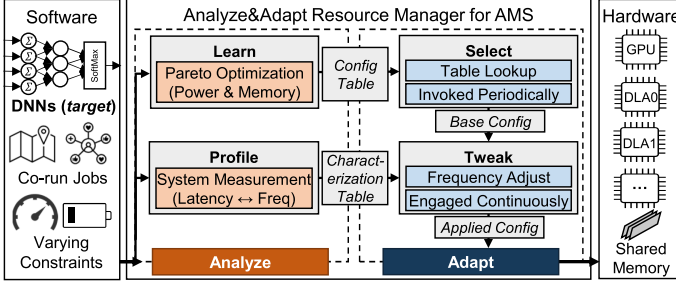 Software
Σ
Σ
Σ
Σ
SoftMax
DNNs (target)
Co-run Jobs
Varying
Constraints
Analyze&Adapt Resource Manager for AMS
Learn
Pareto Optimization
(Power & Memory)
Config
Table
Select
Table Lookup
Invoked Periodically
Base Config
Profile
System Measurement
(Latency ↔ Freq)
Charact-
erization
Table
Tweak
Frequency Adjust
Engaged Continuously
Applied Config
Analyze
Adapt
Hardware
GPU
DLA0
DLA1
...
Shared
Memory